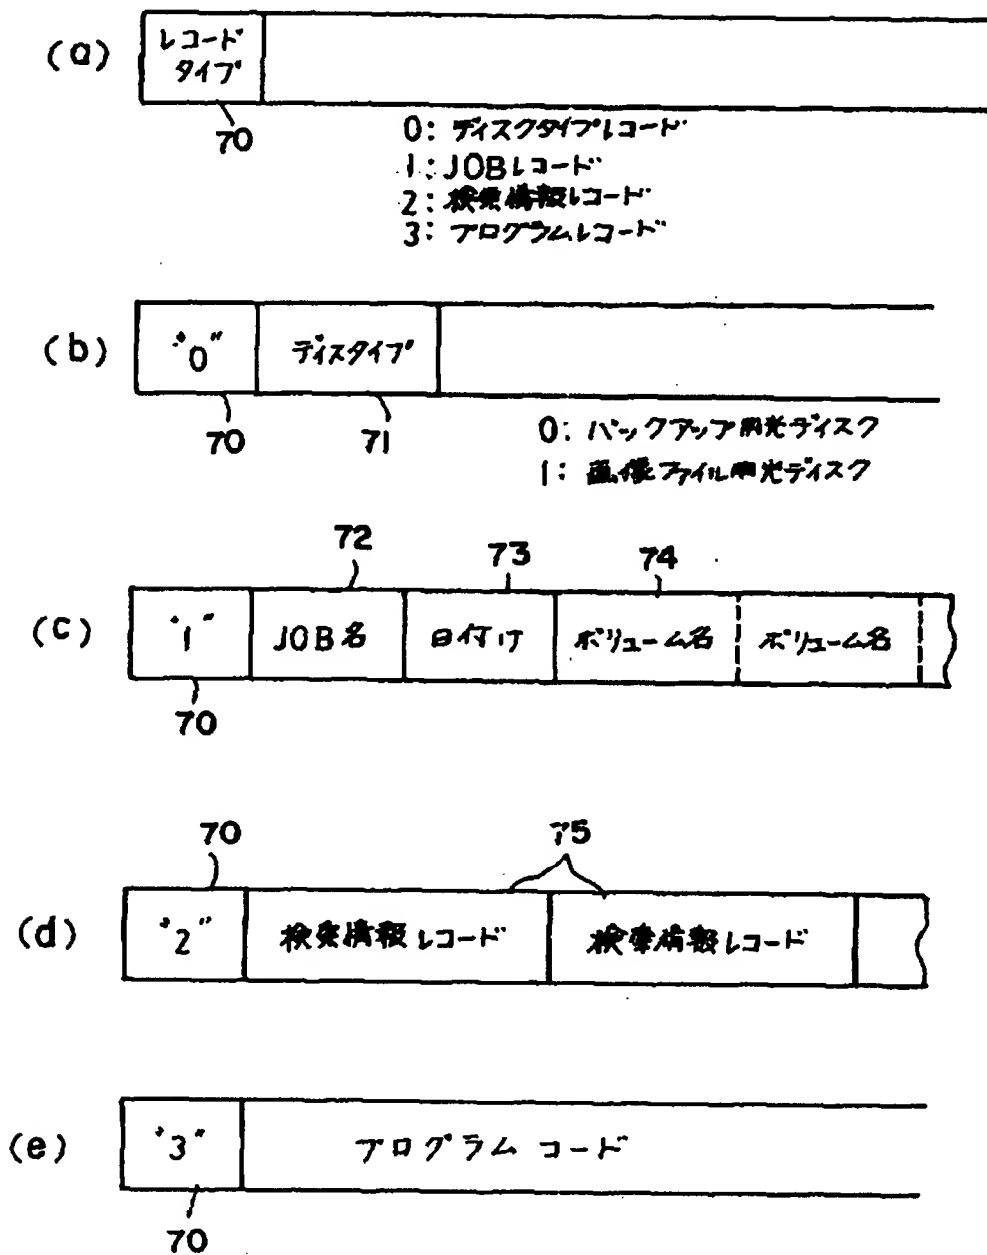 (a)
レコード
タイプ
70
0: ディスクタイプレコード
1: JOBレコード
2: 検索情報レコード
3: プログラムレコード
(b)
"0" ディスタイプ
70 71
0: バックアップ用光ディスク
1: 画像ファイル用光ディスク
72 73 74
(c) "1" JOB名 日付け ボリューム名 ボリューム名
70
70 75
(d) "2" 検索情報レコード 検索情報レコード
(e) "3" プログラム コード
70